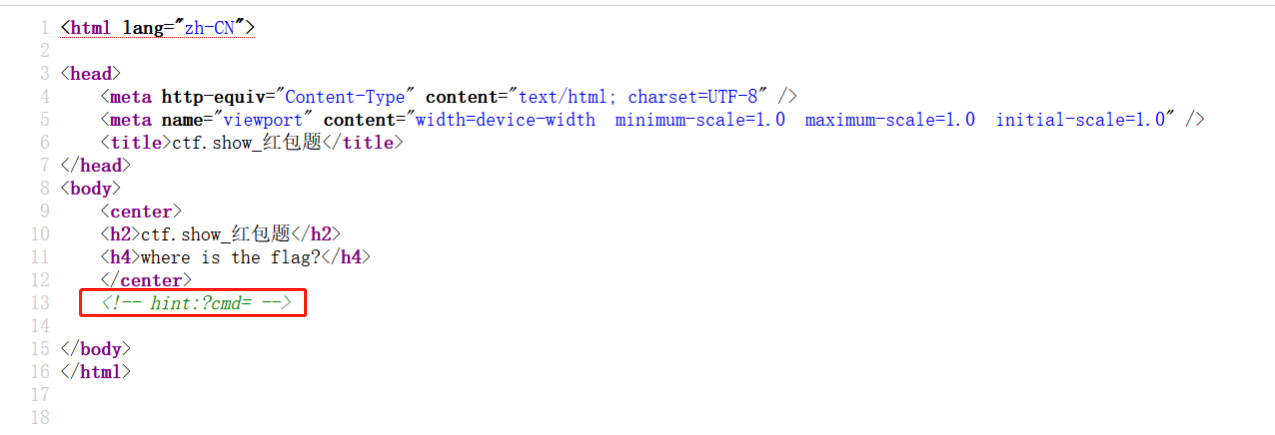 1 <html lang="zh-CN">
2
3 <head>
4 <meta http-equiv="Content-Type" content="text/html; charset=UTF-8" />
5 <meta name="viewport" content="width=device-width minimum-scale=1.0 maximum-scale=1.0 initial-scale=1.0" />
6 <title>ctf.show_红包题</title>
7 </head>
8 <body>
9 <center>
10 <h2>ctf.show_红包题</h2>
11 <h4>where is the flag?</h4>
12 </center>
13 <!-- hint:?cmd= -->
14
15 </body>
16 </html>
17
18